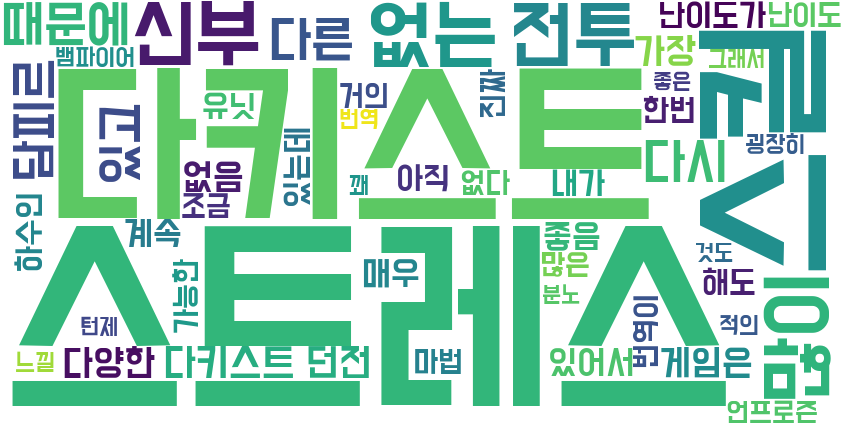 때문에
신부
다른
없는
전투
난이도가
난이도
뱀파이어
가장
그래서
다키스트
유닛
거의
번역
진짜
좋은
한번
스킬
담피르
있고
있는데
없음
조금
꽤
아직
없다
내가
다시
굉장히
하수인
계속
스트레스
가능한
매우
좋음
많은
분노
것도
해도
적의
턴제
느낄
다양한
다키스트 던전
마법
있어서
번역이
게임은
언프로즌